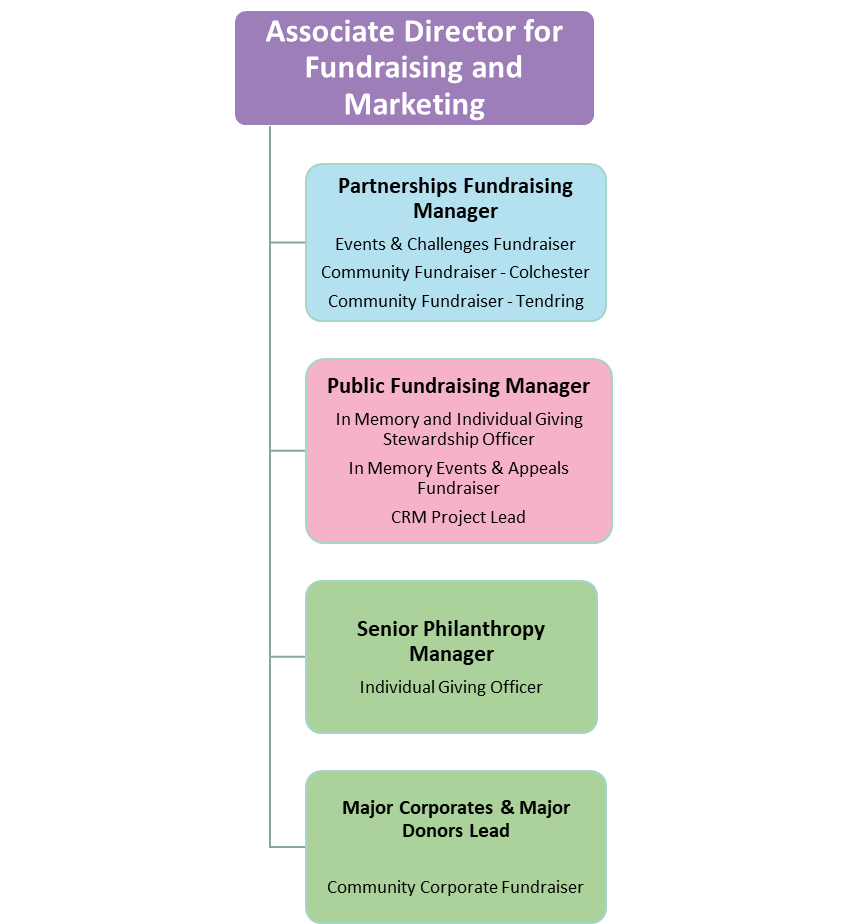 Associate Director for
Fundraising and
Marketing
Partnerships Fundraising
Manager
Events & Challenges Fundraiser
Community Fundraiser - Colchester
Community Fundraiser - Tendring
Public Fundraising Manager
In Memory and Individual Giving
Stewardship Officer
In Memory Events & Appeals
Fundraiser
CRM Project Lead
Senior Philanthropy
Manager
Individual Giving Officer
Major Corporates & Major
Donors Lead
Community Corporate Fundraiser